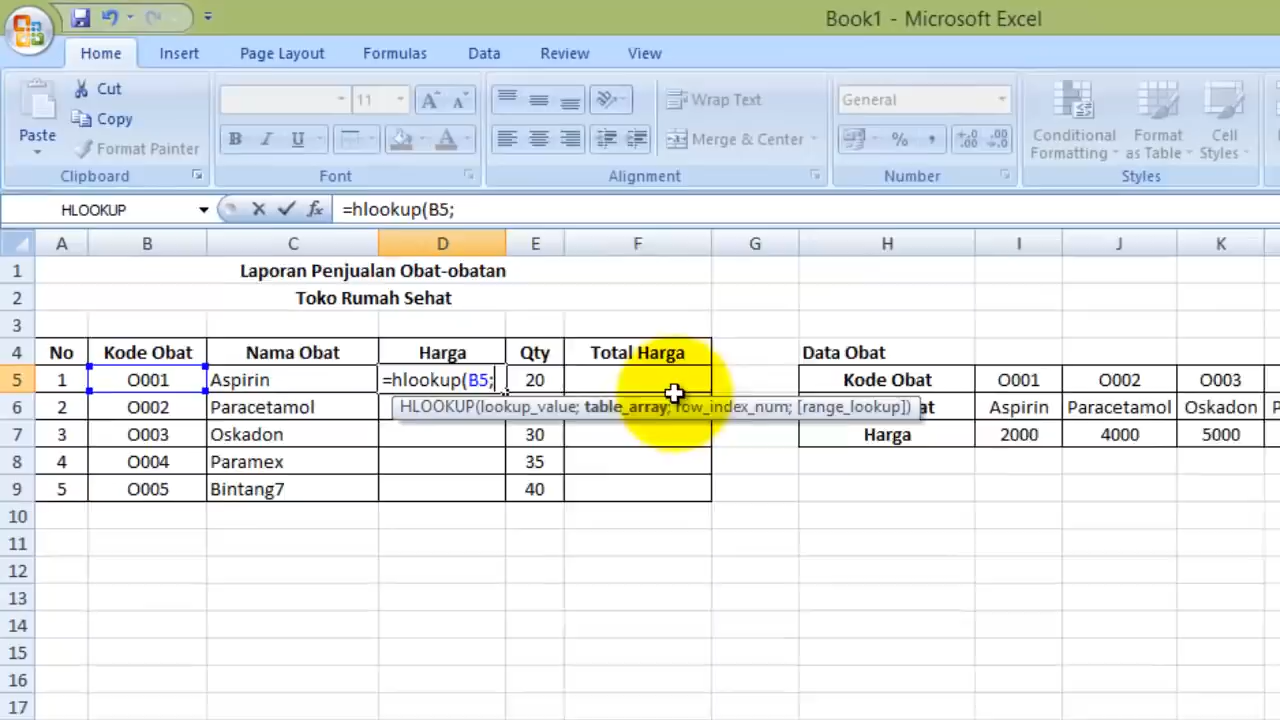 Book1 - Microsoft Excel
Home Insert Page Layout Formulas Data Review View
Paste Cut Copy Format Painter Clipboard
11 B I U Font
Wrap Text Merge & Center Alignment
General % , Number
Conditional Formatting Format as Table Cell Styles Styles
HLOOKUP fx =hlookup(B5;
A B C D E F G H I J K
1 Laporan Penjualan Obat-obatan
2 Toko Rumah Sehat
3
4 No Kode Obat Nama Obat Harga Qty Total Harga Data Obat
5 1 O001 Aspirin =hlookup(B5; 20 Kode Obat O001 O002 O003
6 2 O002 Paracetamol HLOOKUP(lookup_value; table_array; row_index_num; [range_lookup]) Aspirin Paracetamol Oskadon
7 3 O003 Oskadon 30 Harga 2000 4000 5000
8 4 O004 Paramex 35
9 5 O005 Bintang7 40
10
11
12
13
14
15
16
17